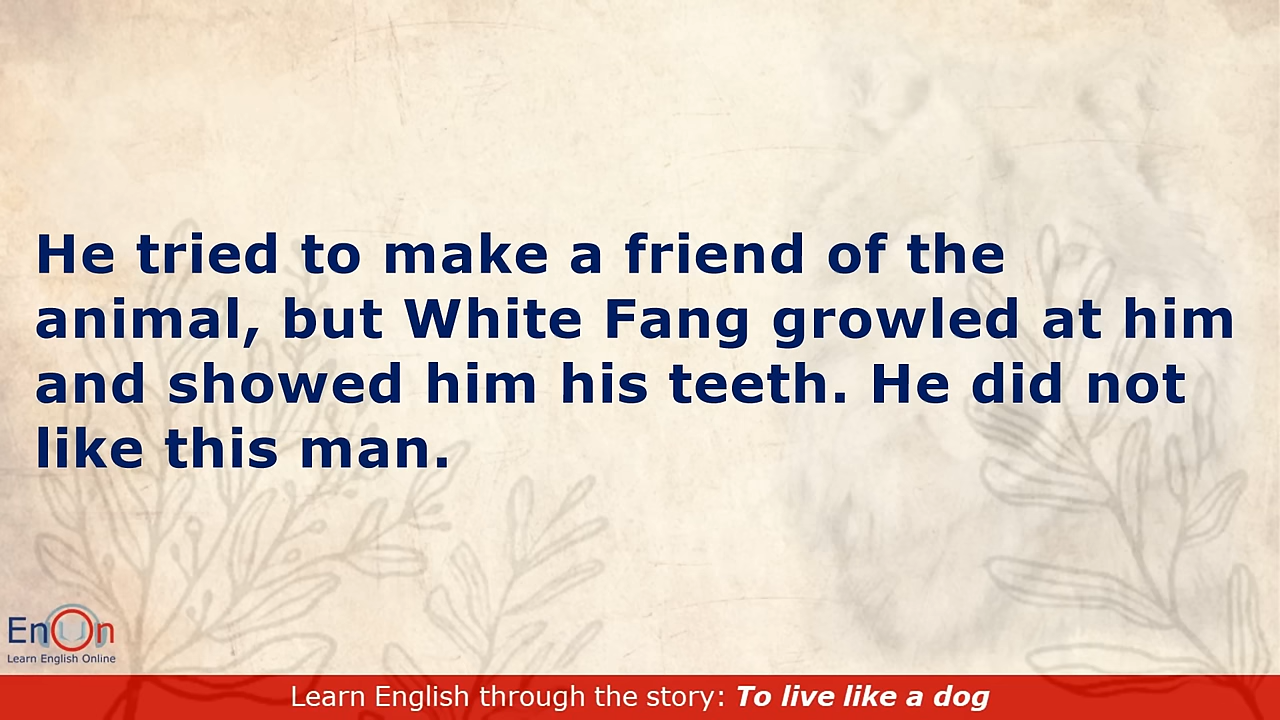 He tried to make a friend of the
animal, but White Fang growled at him
and showed him his teeth. He did not
like this man.
EnOn
Learn English Online
Learn English through the story: To live like a dog